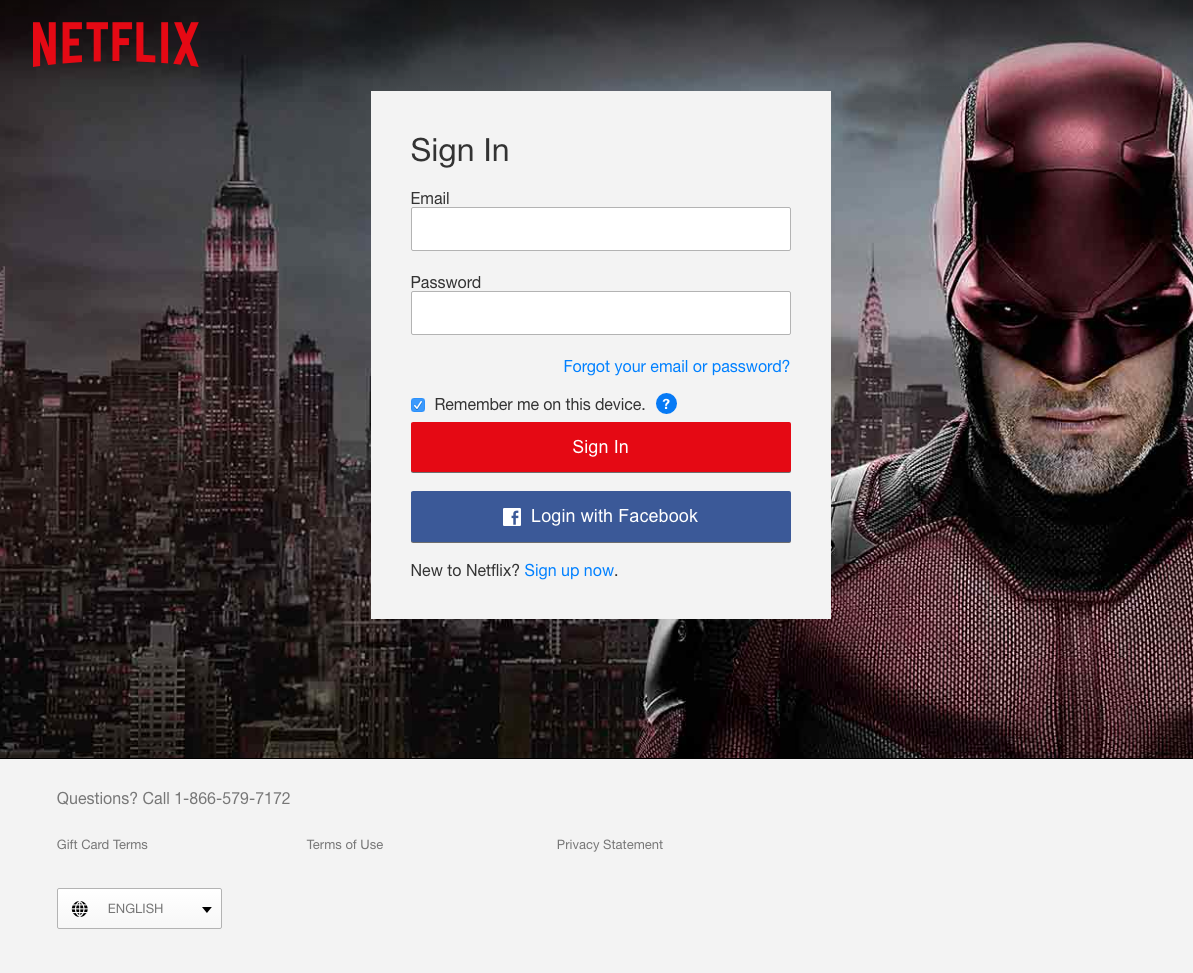 NETFLIX
Sign In
Email
Password
Forgot your email or password?
Remember me on this device. ?
Sign In
Login with Facebook
New to Netflix? Sign up now.
Questions? Call 1-866-579-7172
Gift Card Terms Terms of Use Privacy Statement
ENGLISH